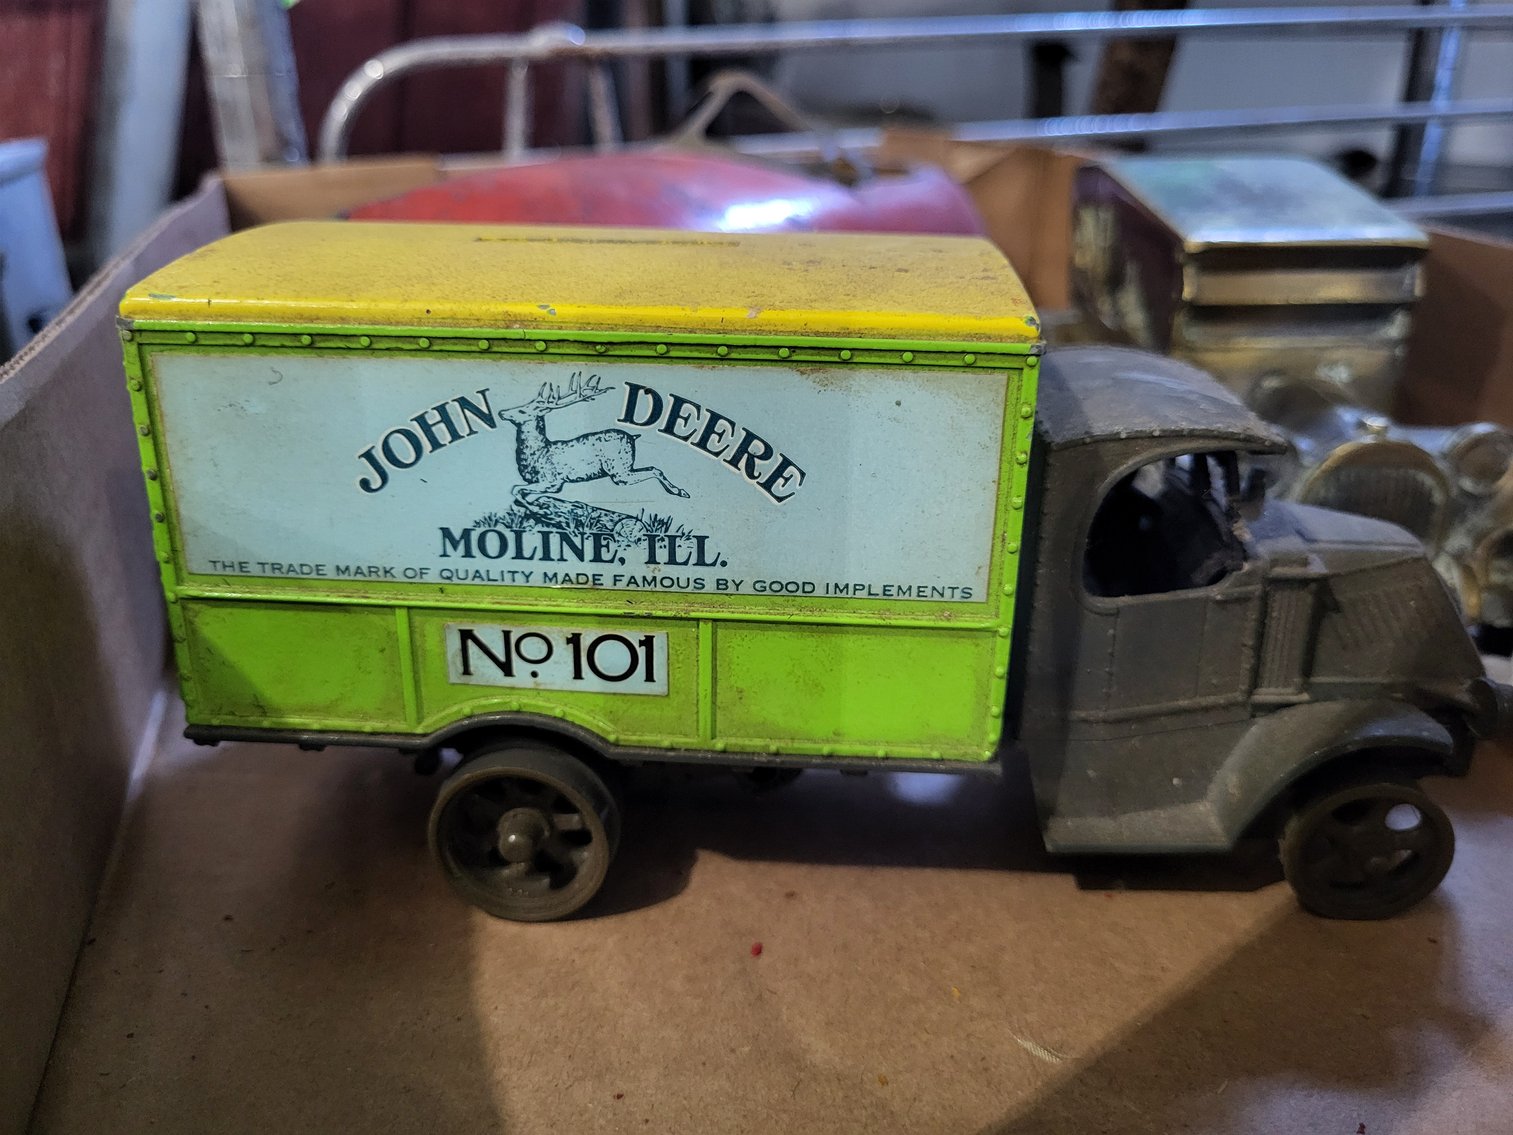 JOHN DEERE
MOLINE, ILL.
THE TRADE MARK OF QUALITY MADE FAMOUS BY GOOD IMPLEMENTS
No. 101